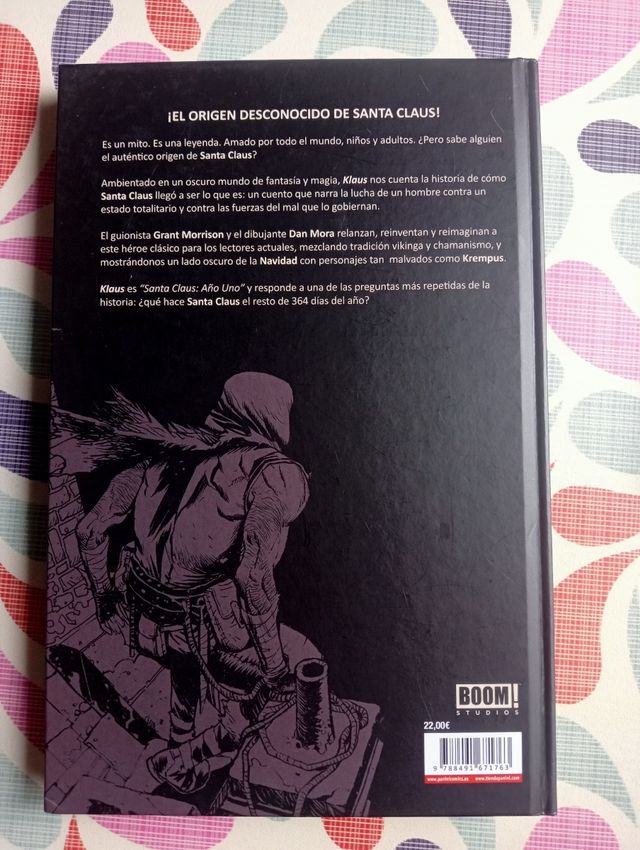 ¡EL ORIGEN DESCONOCIDO DE SANTA CLAUS!
Es un mito. Es una leyenda. Amado por todo el mundo, niños y adultos. ¿Pero sabe alguien
el auténtico origen de Santa Claus?
Ambientado en un oscuro mundo de fantasía y magia, Klaus nos cuenta la historia de cómo
Santa Claus llegó a ser lo que es: un cuento que narra la lucha de un hombre contra un
estado totalitario y contra las fuerzas del mal que lo gobiernan.
El guionista Grant Morrison y el dibujante Dan Mora relanzan, reinventan y reimaginan a
este héroe clásico para los lectores actuales, mezclando tradición vikinga y chamanismo, y
mostrándonos un lado oscuro de la Navidad con personajes tan malvados como Krempus.
Klaus es “Santa Claus: Año Uno” y responde a una de las preguntas más repetidas de la
historia: ¿qué hace Santa Claus el resto de 364 días del año?
BOOM!
STUDIOS
22,00€
9 788491 671763
www.paninicomics.es www.tiendapanini.com